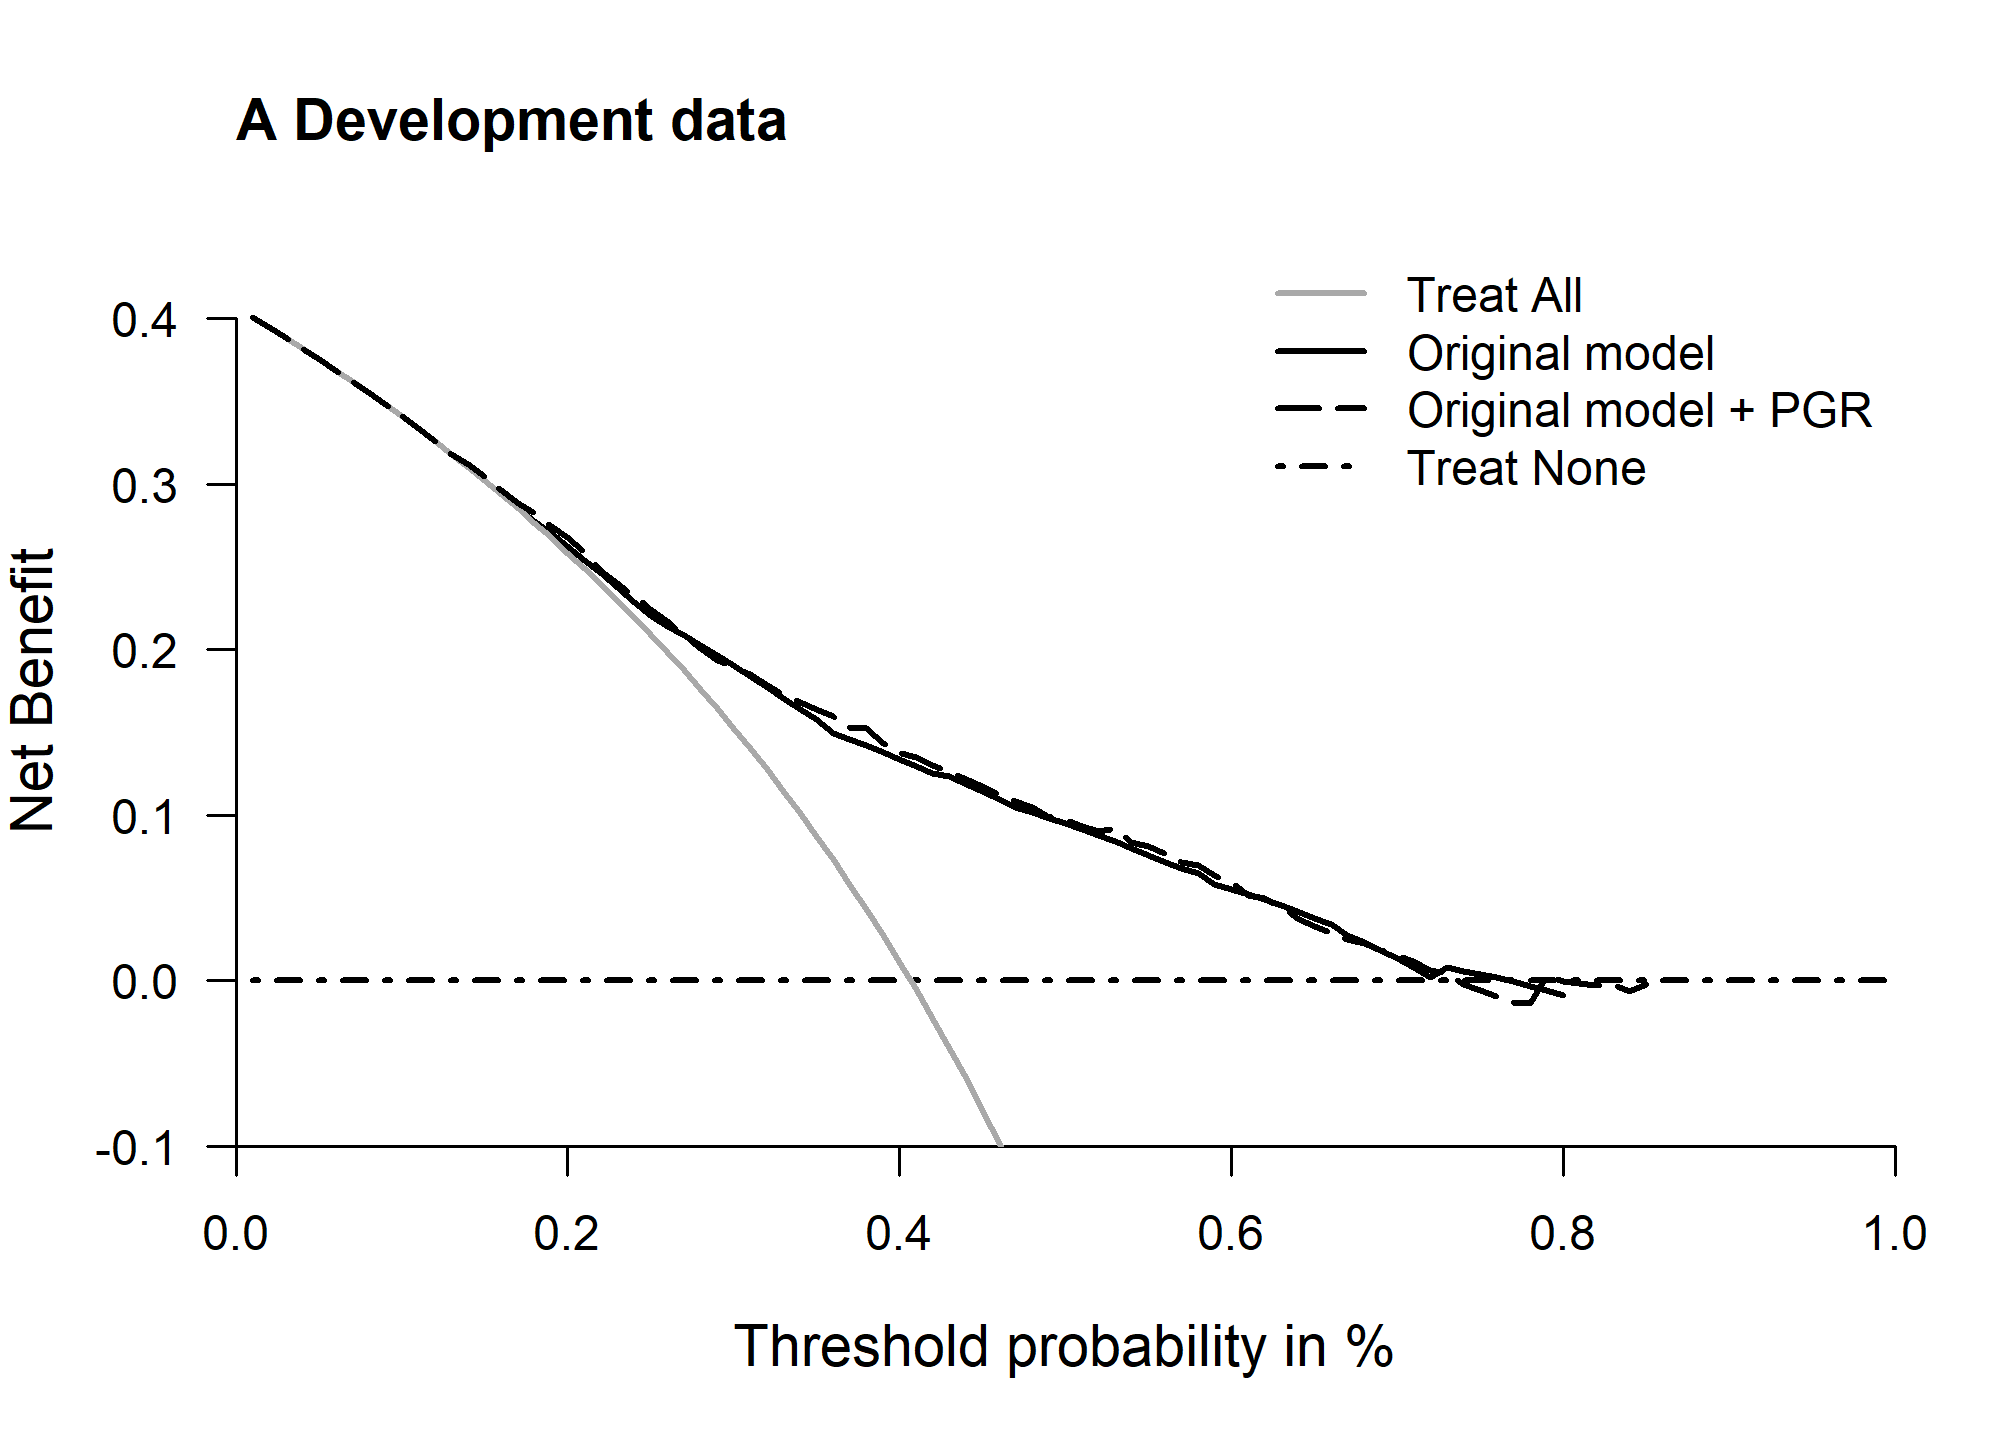 A Development data
Treat All
Original model
Original model + PGR
Treat None
Net Benefit
0.4
0.3
0.2
0.1
0.0
-0.1
0.0 0.2 0.4 0.6 0.8 1.0
Threshold probability in %